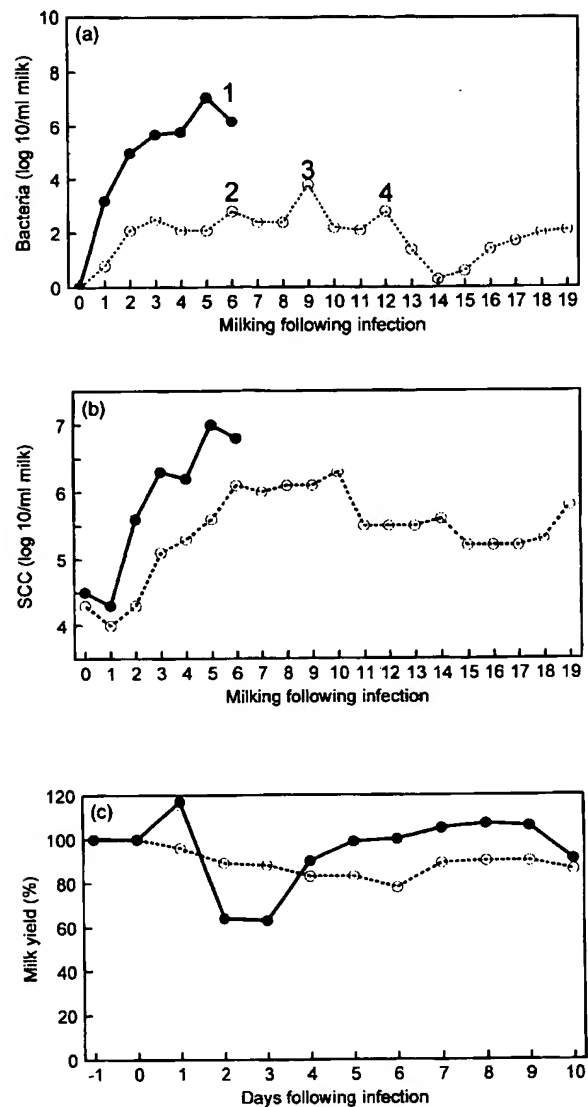 (a)
Bacteria (log 10/ml milk)
10
8
6
4
2
0
1
2
3
4
0 1 2 3 4 5 6 7 8 9 10 11 12 13 14 15 16 17 18 19
Milking following infection
(b)
SCC (log 10/ml milk)
7
6
5
4
0 1 2 3 4 5 6 7 8 9 10 11 12 13 14 15 16 17 18 19
Milking following infection
(c)
Milk yield (%)
120
100
80
60
40
20
0
-1 0 1 2 3 4 5 6 7 8 9 10
Days following infection